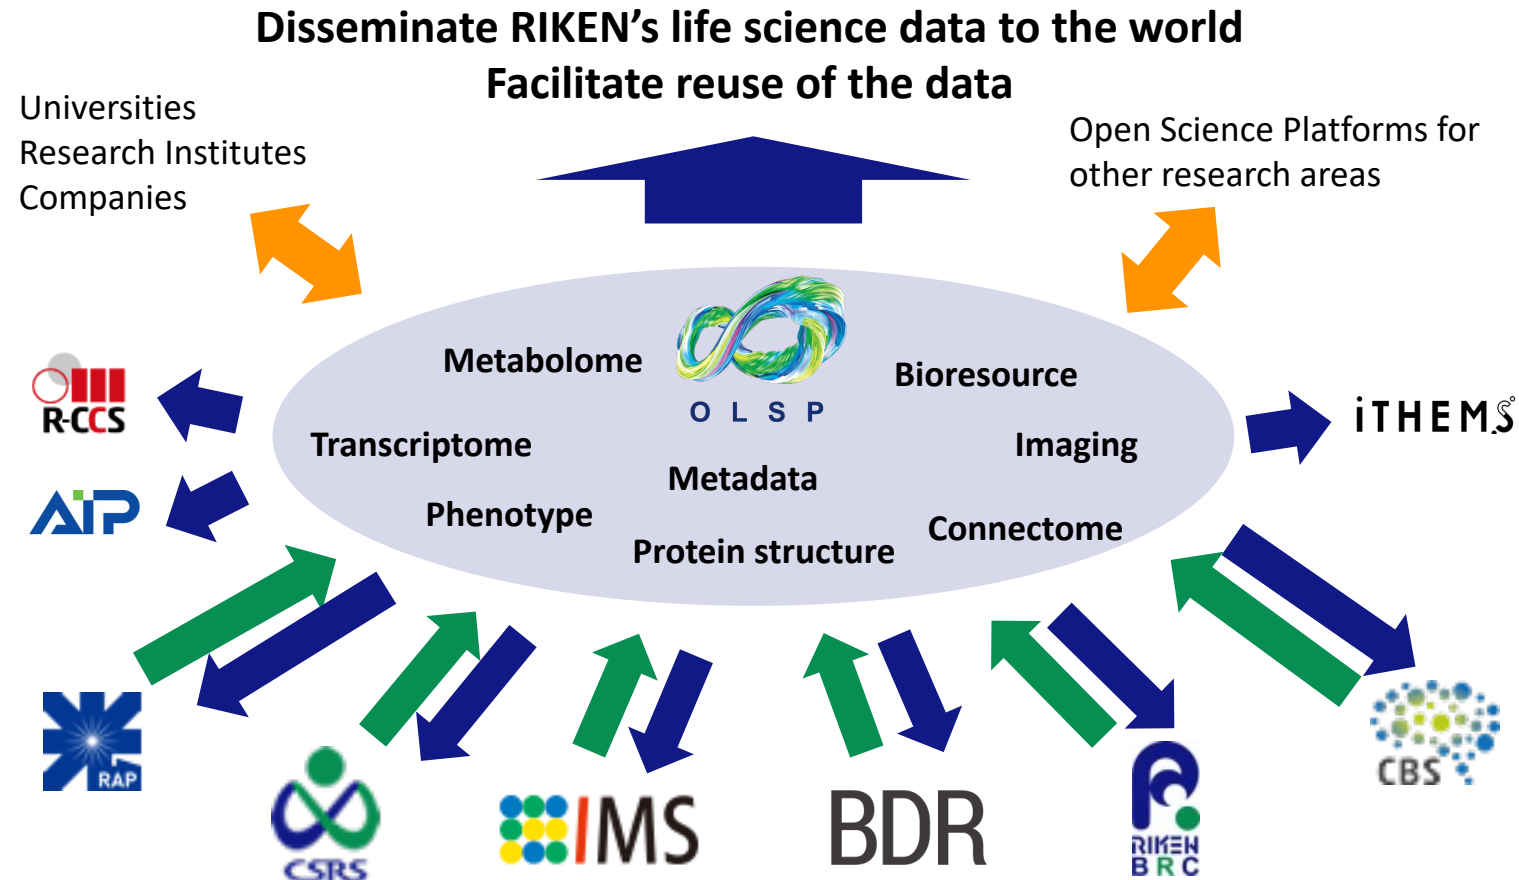 Disseminate RIKEN’s life science data to the world
Facilitate reuse of the data
Universities
Research Institutes
Companies
Open Science Platforms for
other research areas
OLSP
Metabolome
Bioresource
Transcriptome
Imaging
Metadata
Phenotype
Connectome
Protein structure
R-CCS
AIP
iTHEMS
RAP
CSRS
IMS
BDR
RIKEN
BRC
CBS